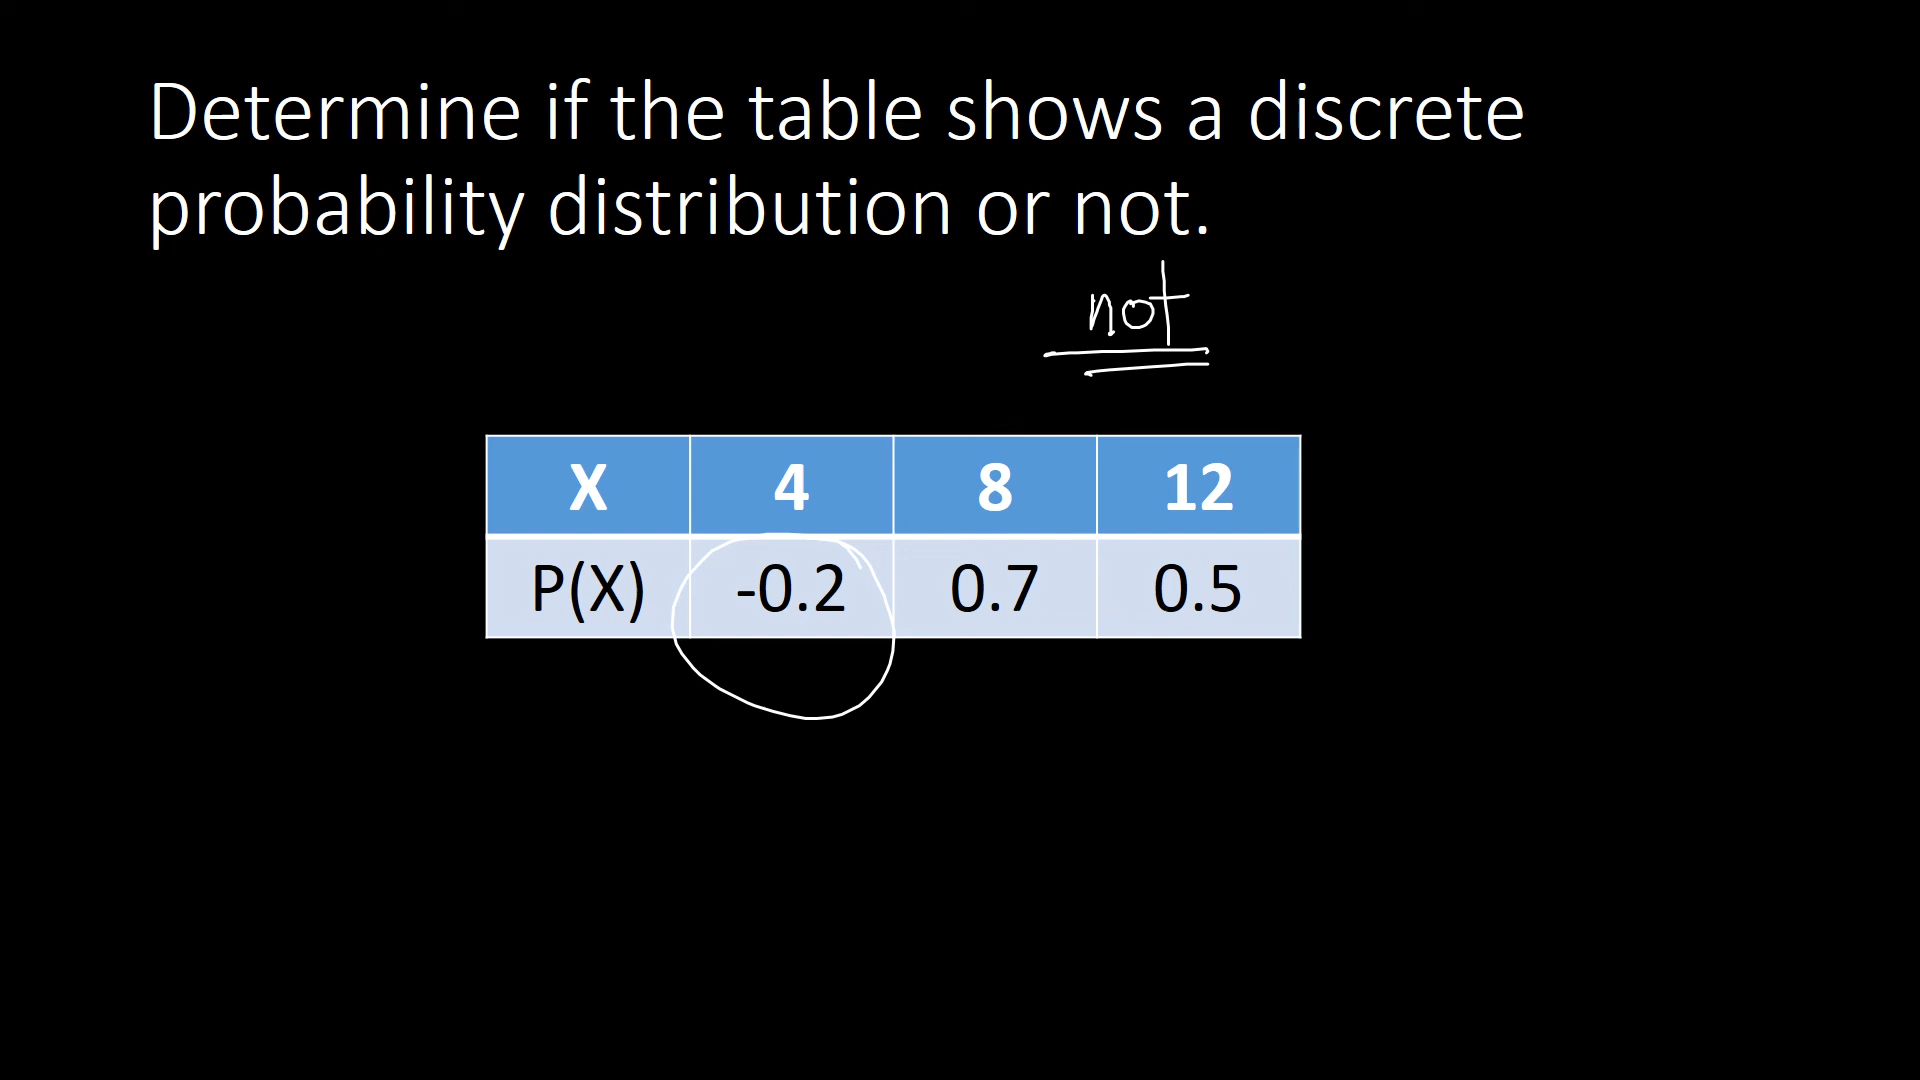 Determine if the table shows a discrete
probability distribution or not.
not
X 4 8 12
P(X) -0.2 0.7 0.5